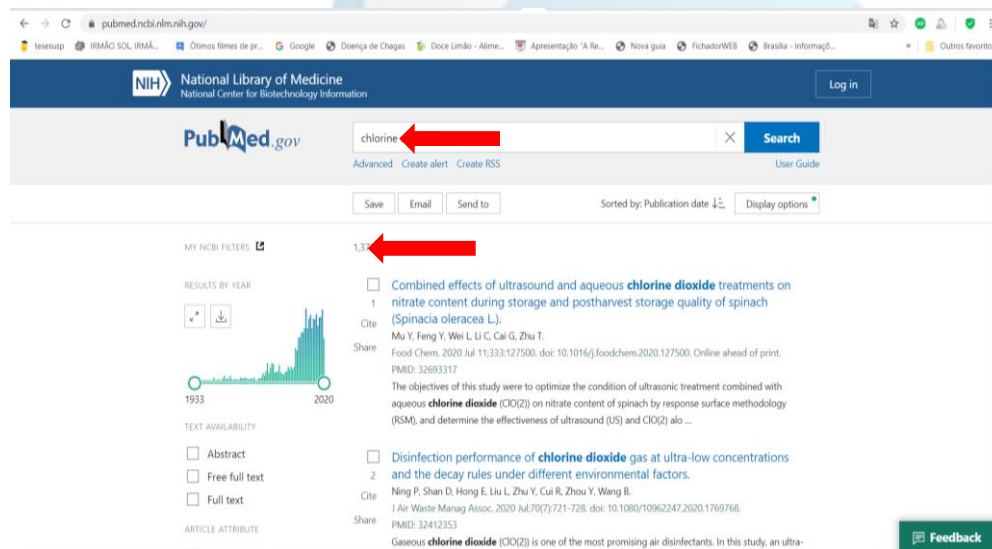 pubmed.ncbi.nlm.nih.gov/
tesesusp IRMÃO SOL, IRMÃ... Ótimos filmes de pr... Google Doença de Chagas Doce Limão - Alime... Apresentação "A Re... Nova guia FichadorWEB Brasília - Informaçõ... » Outros favorito
NIH National Library of Medicine
National Center for Biotechnology Information
Log in
PubMed.gov
chlorine
Search
Advanced Create alert Create RSS User Guide
Save Email Send to Sorted by: Publication date Display options
MY NCBI FILTERS
1,37
RESULTS BY YEAR
1933 2020
TEXT AVAILABILITY
Abstract
Free full text
Full text
ARTICLE ATTRIBUTE
1
Cite
Share
Combined effects of ultrasound and aqueous chlorine dioxide treatments on
nitrate content during storage and postharvest storage quality of spinach
(Spinacia oleracea L.).
Mu Y, Feng Y, Wei L, Li C, Cai G, Zhu T.
Food Chem. 2020 Jul 11;333:127500. doi: 10.1016/j.foodchem.2020.127500. Online ahead of print.
PMID: 32693317
The objectives of this study were to optimize the condition of ultrasonic treatment combined with
aqueous chlorine dioxide (ClO(2)) on nitrate content of spinach by response surface methodology
(RSM), and determine the effectiveness of ultrasound (US) and ClO(2) alo ...
2
Cite
Share
Disinfection performance of chlorine dioxide gas at ultra-low concentrations
and the decay rules under different environmental factors.
Ning P, Shan D, Hong E, Liu L, Zhu Y, Cui R, Zhou Y, Wang B.
J Air Waste Manag Assoc. 2020 Jul;70(7):721-728. doi: 10.1080/10962247.2020.1769768.
PMID: 32412353
Gaseous chlorine dioxide (ClO(2)) is one of the most promising air disinfectants. In this study, an ultra-
Feedback